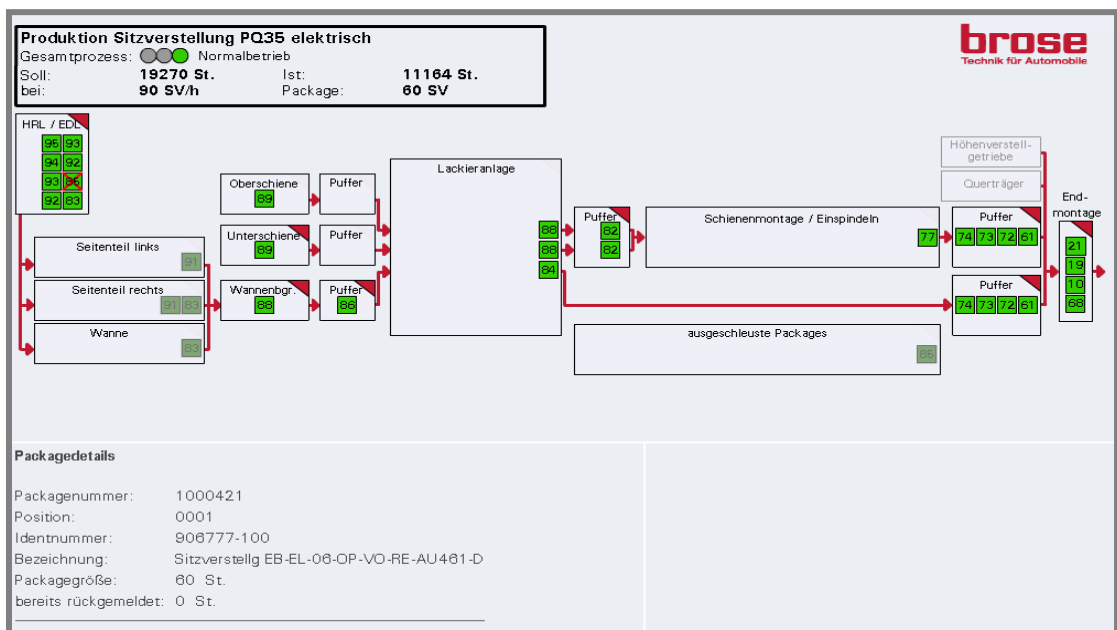 Produktion Sitzverstellung PQ35 elektrisch
Gesamtprozess: Normalbetrieb
Soll: 19270 St. Ist: 11164 St.
bei: 90 SV/h Package: 60 SV
brose
Technik für Automobile
HRL / EDL
95 93
94 92
93 86
92 83
Oberschiene
89
Puffer
Unterschiene
89
Puffer
Wannenbgr.
88
Puffer
86
Seitenteil links
91
Seitenteil rechts
91 83
Wanne
83
Lackieranlage
88
88
84
Puffer
82
82
Schienenmontage / Einspindeln
77
Höhenverstell-
getriebe
Querträger
Puffer
74 73 72 61
Puffer
74 73 72 61
End-
montage
21
19
10
68
ausgeschleuste Packages
85
Packagedetails
Packagenummer: 1000421
Position: 0001
Identnummer: 906777-100
Bezeichnung: Sitzverstellg EB-EL-06-OP-VO-RE-AU461-D
Packagegröße: 60 St.
bereits rückgemeldet: 0 St.